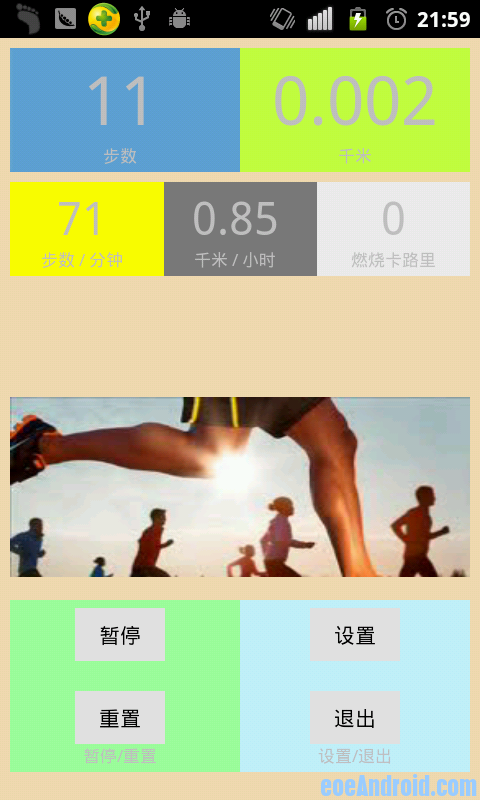 21:59
11
0.002
步数
千米
71
0.85
0
步数 / 分钟
千米 / 小时
燃烧卡路里
暂停
设置
重置
退出
暂停/重置
设置/退出
eoeAndroid.com